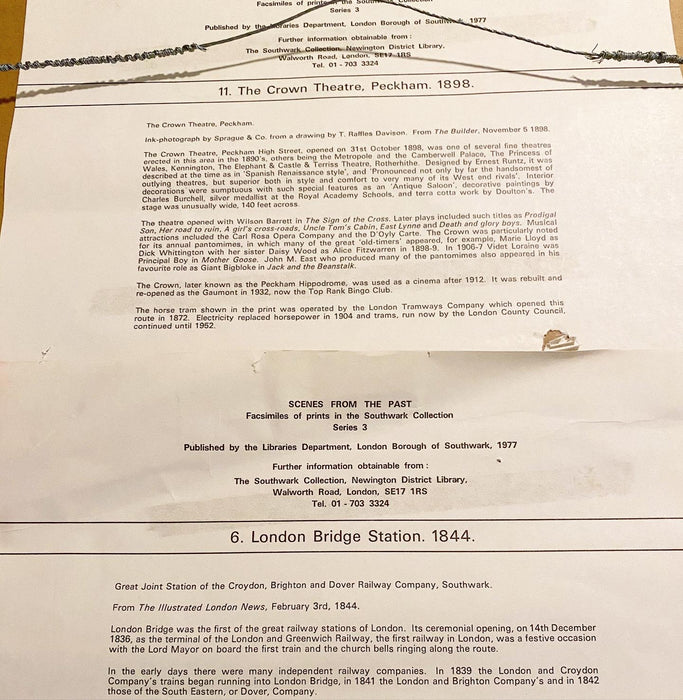 Facsimiles of prints in the Southwark Collection
Series 3
Published by the Libraries Department, London Borough of Southwark, 1977
Further information obtainable from :
The Southwark Collection, Newington District Library,
Walworth Road, London, SE17 1RS
Tel. 01 - 703 3324
11. The Crown Theatre, Peckham. 1898.
The Crown Theatre, Peckham.
Ink-photograph by Sprague & Co. from a drawing by T. Raffles Davison. From The Builder, November 5 1898.
The Crown Theatre, Peckham High Street, opened on 31st October 1898, was one of several fine theatres
erected in this area in the 1890's, others being the Metropole and the Camberwell Palace, The Princess of
Wales, Kennington, The Elephant & Castle & Terriss Theatre, Rotherhithe. Designed by Ernest Runtz, it was
described at the time as in 'Spanish Renaissance style', and 'Pronounced not only by far the handsomest of
outlying theatres, but superior both in style and comfort to very many of its West end rivals'. Interior
decorations were sumptuous with such special features as an 'Antique Saloon', decorative paintings by
Charles Burchell, silver medallist at the Royal Academy Schools, and terra cotta work by Doulton's. The
stage was unusually wide, 140 feet across.
The theatre opened with Wilson Barrett in The Sign of the Cross. Later plays included such titles as Prodigal
Son, Her road to ruin, A girl's cross-roads, Uncle Tom's Cabin, East Lynne and Death and glory boys. Musical
attractions included the Carl Rosa Opera Company and the D'Oyly Carte. The Crown was particularly noted
for its annual pantomimes, in which many of the great 'old-timers' appeared, for example, Marie Lloyd as
Dick Whittington with her sister Daisy Wood as Alice Fitzwarren in 1898-9. In 1906-7 Videt Loraine was
Principal Boy in Mother Goose. John M. East who produced many of the pantomimes also appeared in his
favourite role as Giant Bigbloke in Jack and the Beanstalk.
The Crown, later known as the Peckham Hippodrome, was used as a cinema after 1912. It was rebuilt and
re-opened as the Gaumont in 1932, now the Top Rank Bingo Club.
The horse tram shown in the print was operated by the London Tramways Company which opened this
route in 1872. Electricity replaced horsepower in 1904 and trams, run now by the London County Council,
continued until 1952.
SCENES FROM THE PAST
Facsimiles of prints in the Southwark Collection
Series 3
Published by the Libraries Department, London Borough of Southwark, 1977
Further information obtainable from :
The Southwark Collection, Newington District Library,
Walworth Road, London, SE17 1RS
Tel. 01 - 703 3324
6. London Bridge Station. 1844.
Great Joint Station of the Croydon, Brighton and Dover Railway Company, Southwark.
From The Illustrated London News, February 3rd, 1844.
London Bridge was the first of the great railway stations of London. Its ceremonial opening, on 14th December
1836, as the terminal of the London and Greenwich Railway, the first railway in London, was a festive occasion
with the Lord Mayor on board the first train and the church bells ringing along the route.
In the early days there were many independent railway companies. In 1839 the London and Croydon
Company's trains began running into London Bridge, in 1841 the London and Brighton Company's and in 1842
those of the South Eastern, or Dover, Company.